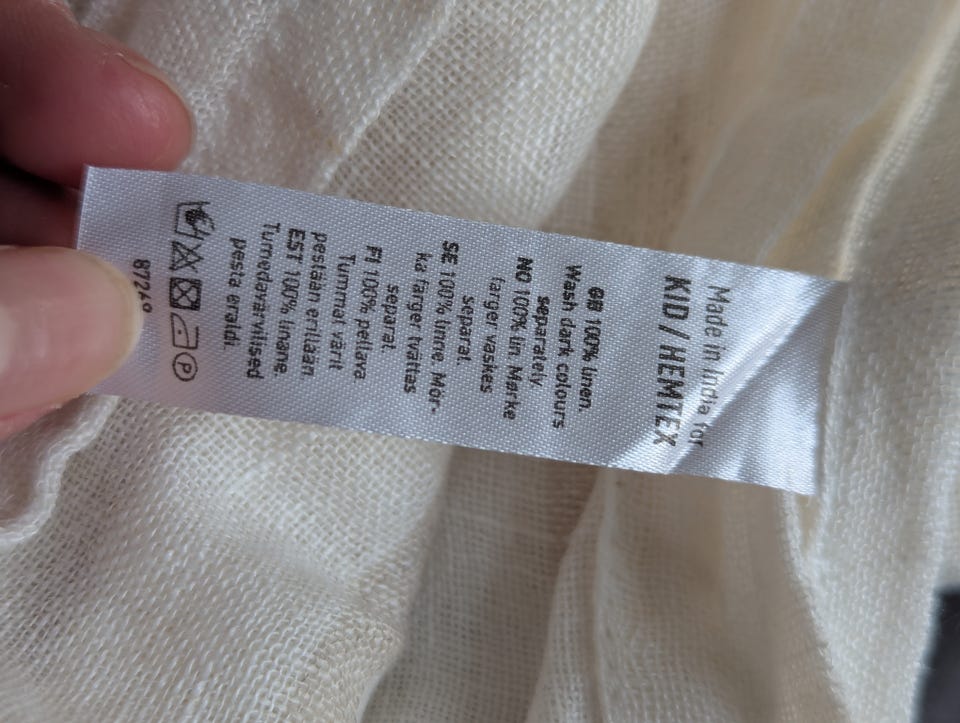 Made in India for
KID / HEMTEX
GB 100% linen.
Wash dark colours
separately
NO 100% lin. Mørke
farger vaskes
separat.
SE 100% linne. Mör-
ka färger tvättas
separat.
FI 100% pellava
Tummat värit
pestään erillään.
EST 100% linane.
Tumedavärvilised
pesta eraldi.
P